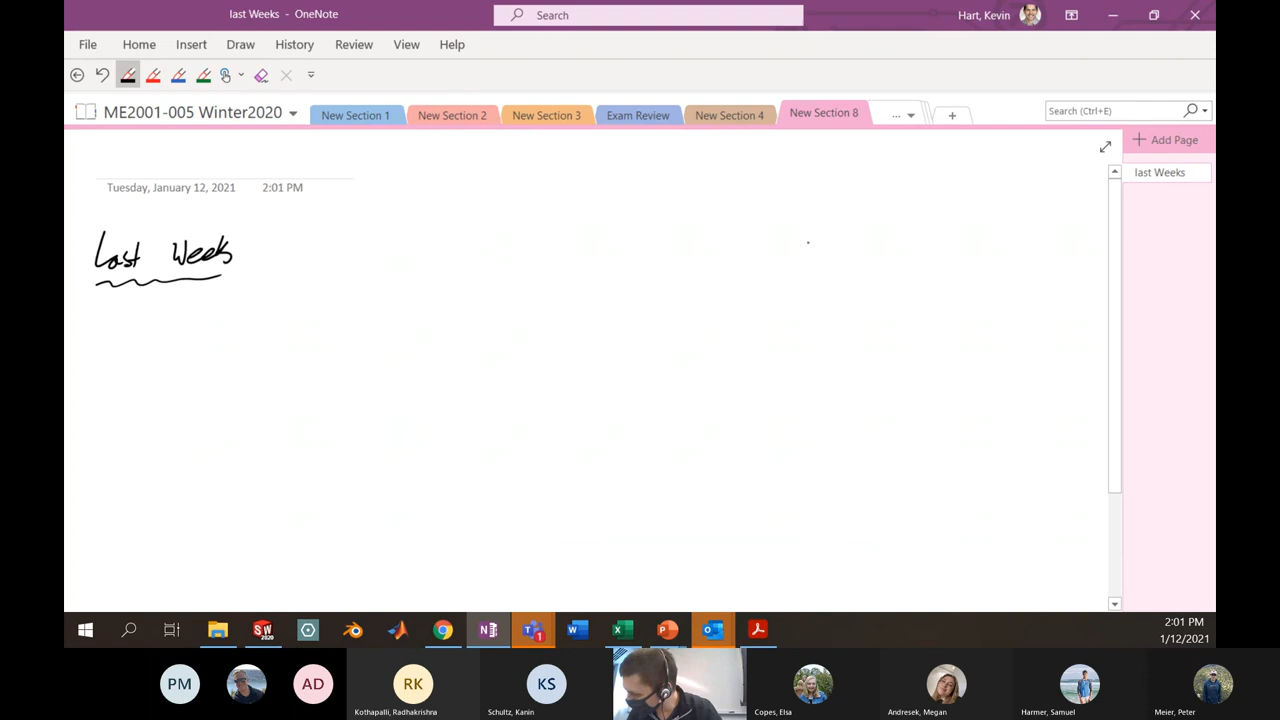 last Weeks - OneNote
Search
Hart, Kevin
File Home Insert Draw History Review View Help
ME2001-005 Winter2020
New Section 1
New Section 2
New Section 3
Exam Review
New Section 4
New Section 8
...
Search (Ctrl+E)
Add Page
last Weeks
Tuesday, January 12, 2021 2:01 PM
Last Weeks
SW
2020
N
T
1
W
X
P
O
2:01 PM
1/12/2021
PM
AD
RK
Kothapalli, Radhakrishna
KS
Schultz, Kanin
Copes, Elsa
Andresek, Megan
Harmer, Samuel
Meier, Peter